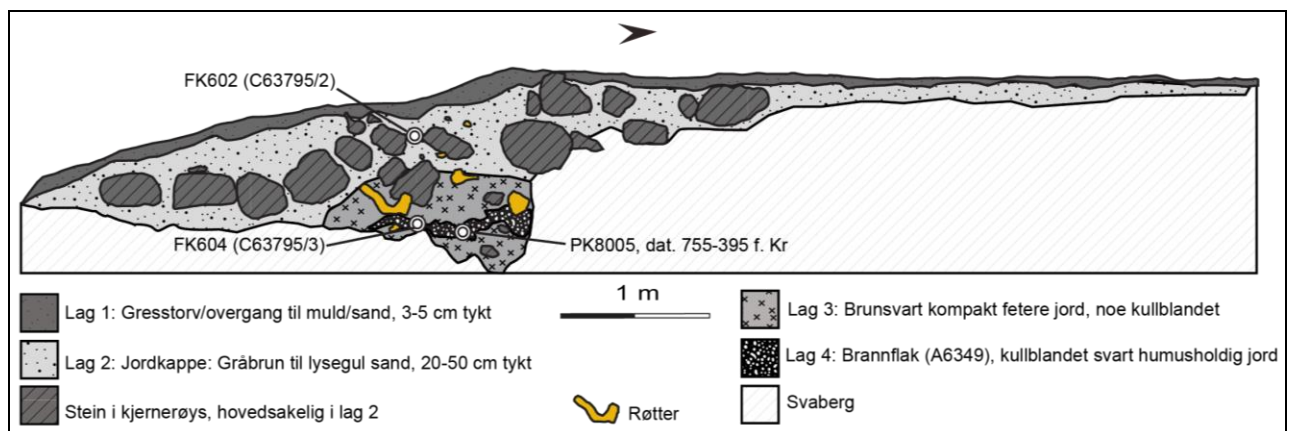 FK602 (C63795/2)
FK604 (C63795/3)
PK8005, dat. 755-395 f. Kr
1 m
Lag 1: Gresstorv/overgang til muld/sand, 3-5 cm tykt
Lag 2: Jordkappe: Gråbrun til lysegul sand, 20-50 cm tykt
Stein i kjernerøys, hovedsakelig i lag 2
Røtter
Lag 3: Brunsvart kompakt fetere jord, noe kullblandet
Lag 4: Brannflak (A6349), kullblandet svart humusholdig jord
Svaberg